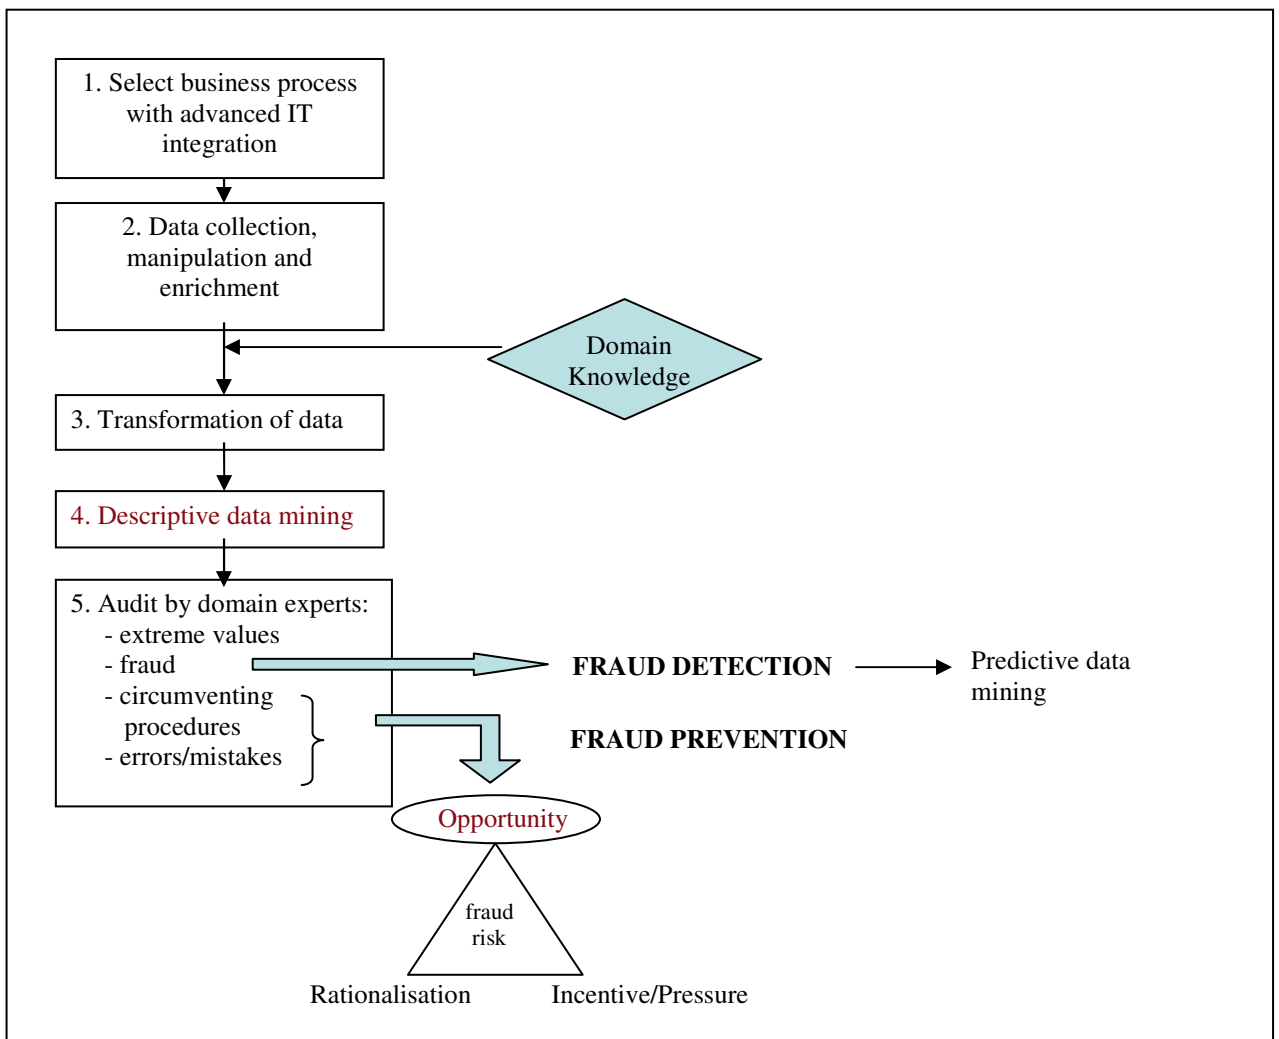 1. Select business process
with advanced IT
integration
2. Data collection,
manipulation and
enrichment
Domain
Knowledge
3. Transformation of data
4. Descriptive data mining
5. Audit by domain experts:
- extreme values
- fraud
- circumventing
procedures
- errors/mistakes
FRAUD DETECTION
Predictive data
mining
FRAUD PREVENTION
Opportunity
fraud
risk
Rationalisation
Incentive/Pressure